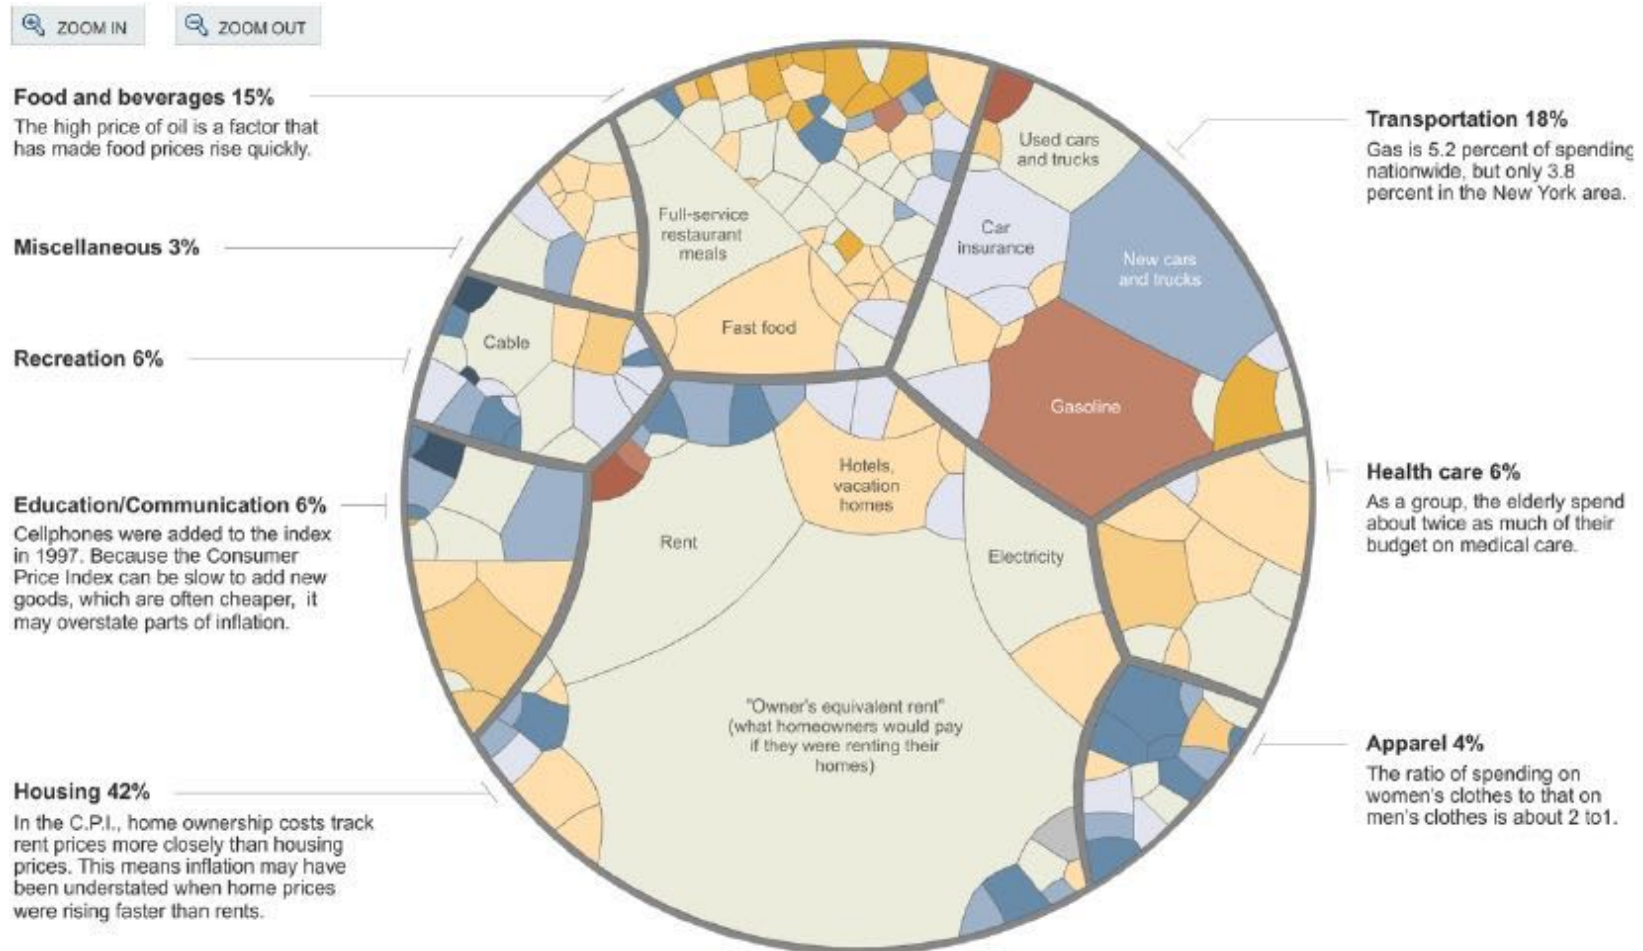 ZOOM IN
ZOOM OUT
Food and beverages 15%
The high price of oil is a factor that
has made food prices rise quickly.
Miscellaneous 3%
Recreation 6%
Education/Communication 6%
Cellphones were added to the index
in 1997. Because the Consumer
Price Index can be slow to add new
goods, which are often cheaper, it
may overstate parts of inflation.
Housing 42%
In the C.P.I., home ownership costs track
rent prices more closely than housing
prices. This means inflation may have
been understated when home prices
were rising faster than rents.
Full-service
restaurant
meals
Fast food
Used cars
and trucks
Car
insurance
New cars
and trucks
Gasoline
Cable
Rent
Hotels,
vacation
homes
Electricity
"Owner's equivalent rent"
(what homeowners would pay
if they were renting their
homes)
Transportation 18%
Gas is 5.2 percent of spending
nationwide, but only 3.8
percent in the New York area.
Health care 6%
As a group, the elderly spend
about twice as much of their
budget on medical care.
Apparel 4%
The ratio of spending on
women's clothes to that on
men's clothes is about 2 to1.